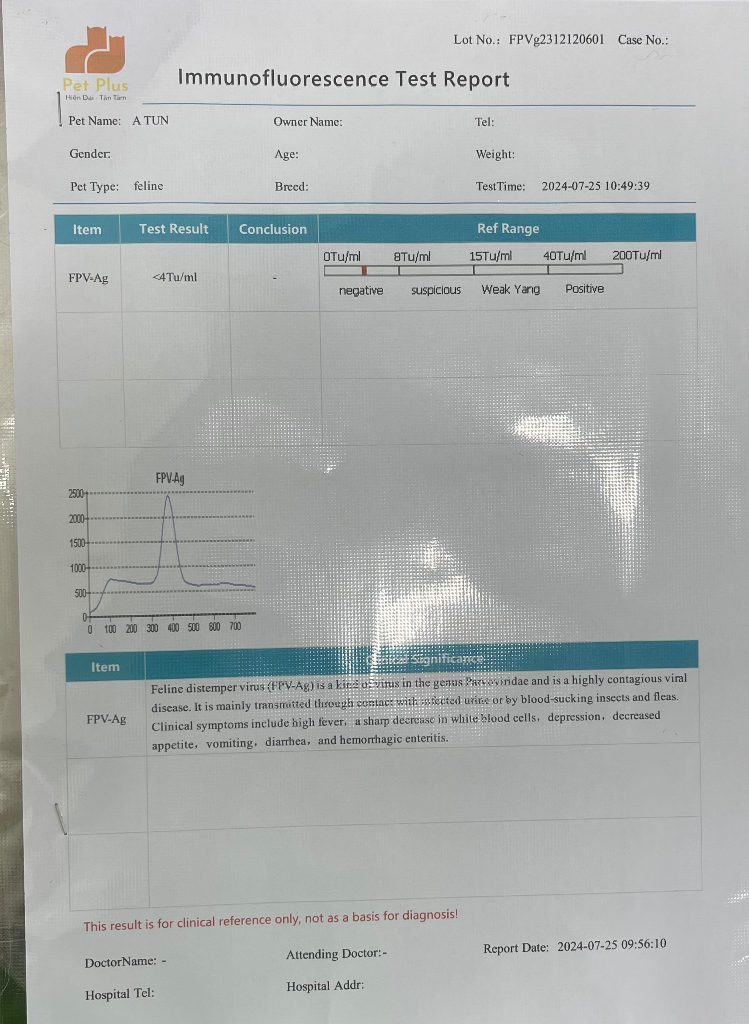 Lot No.: FPVg2312120601 Case No.:
Pet Plus
Hiện Đại - Tận Tâm
Immunofluorescence Test Report
Pet Name: A TUN Owner Name: Tel:
Gender: Age: Weight:
Pet Type: feline Breed: TestTime: 2024-07-25 10:49:39
Item Test Result Conclusion Ref Range
0Tu/ml 8Tu/ml 15Tu/ml 40Tu/ml 200Tu/ml
FPV-Ag <4Tu/ml -
negative suspicious Weak Yang Positive
FPV-Ag
2500
2000
1500
1000
500
0
0 100 200 300 400 500 600 700
Item Clinical Significance
Feline distemper virus (FPV-Ag) is a kind of virus in the genus Parvoviridae and is a highly contagious viral
disease. It is mainly transmitted through contact with infected urine or by blood-sucking insects and fleas.
FPV-Ag
Clinical symptoms include high fever, a sharp decrease in white blood cells, depression, decreased
appetite, vomiting, diarrhea, and hemorrhagic enteritis.
This result is for clinical reference only, not as a basis for diagnosis!
DoctorName: - Attending Doctor:- Report Date: 2024-07-25 09:56:10
Hospital Tel: Hospital Addr: